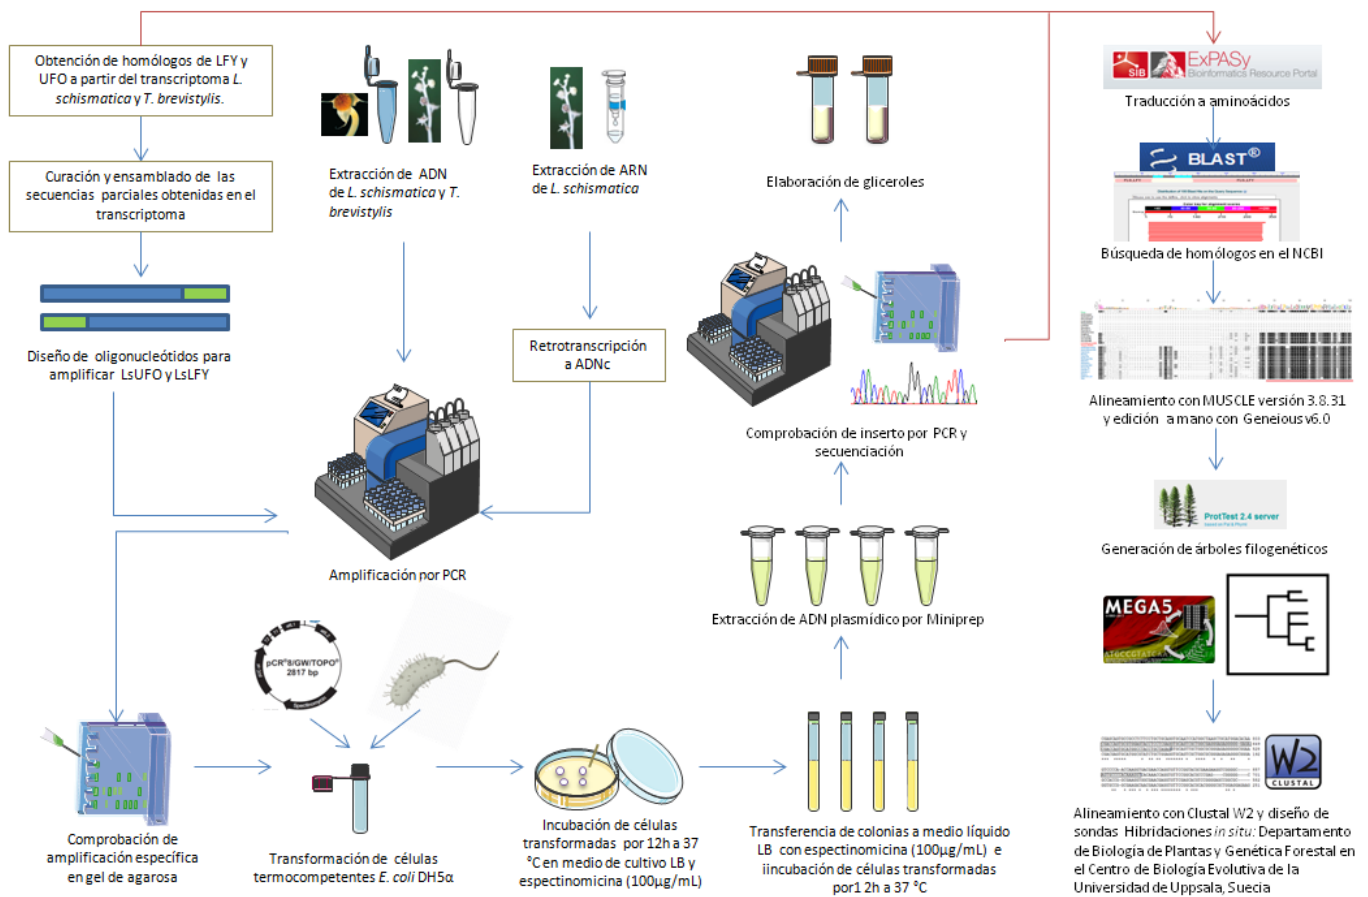 Obtención de homólogos de LFY y
UFO a partir del transcriptoma L.
schismatica y T. brevistylis.
Curación y ensamblado de las
secuencias parciales obtenidas en el
transcriptoma
Diseño de oligonucleótidos para
amplificar LsUFO y LsLFY
Extracción de ADN
de L. schismatica y T.
brevistylis
Extracción de ARN
de L. schismatica
Retrotranscripción
a ADNc
Amplificación por PCR
Comprobación de
amplificación específica
en gel de agarosa
pCR®8/GW/TOPO®
2817 bp
Transformación de células
termocompetentes E. coli DH5α
Incubación de células
transformadas por 12h a 37
°C en medio de cultivo LB y
espectinomicina (100µg/mL)
Transferencia de colonias a medio líquido
LB con espectinomicina (100µg/mL) e
iincubación de células transformadas
por1 2h a 37 °C
Extracción de ADN plasmídico por Miniprep
Comprobación de inserto por PCR y
secuenciación
Elaboración de gliceroles
SIB
ExPASy
Bioinformatics Resource Portal
Traducción a aminoácidos
BLAST®
Búsqueda de homólogos en el NCBI
Alineamiento con MUSCLE versión 3.8.31
y edición a mano con Geneious v6.0
ProtTest 2.4 server
Generación de árboles filogenéticos
MEGA5
W2
CLUSTAL
Alineamiento con Clustal W2 y diseño de
sondas Hibridaciones in situ: Departamento
de Biología de Plantas y Genética Forestal en
el Centro de Biología Evolutiva de la
Universidad de Uppsala, Suecia